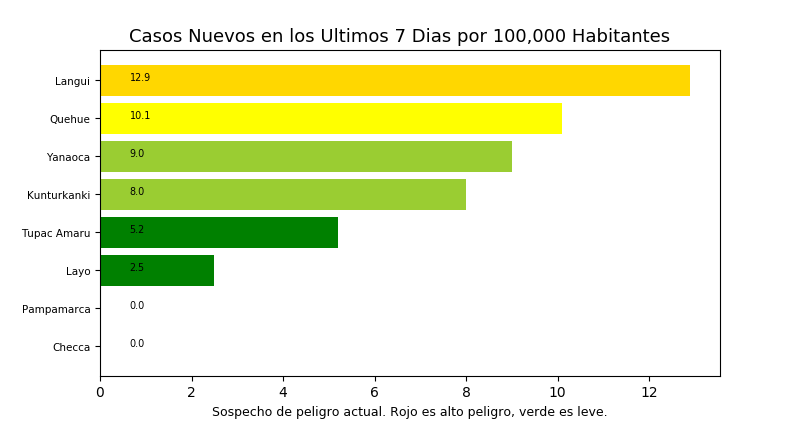 Casos Nuevos en los Ultimos 7 Dias por 100,000 Habitantes
Langui 12.9
Quehue 10.1
Yanaoca 9.0
Kunturkanki 8.0
Tupac Amaru 5.2
Layo 2.5
Pampamarca 0.0
Checca 0.0
0 2 4 6 8 10 12
Sospecho de peligro actual. Rojo es alto peligro, verde es leve.